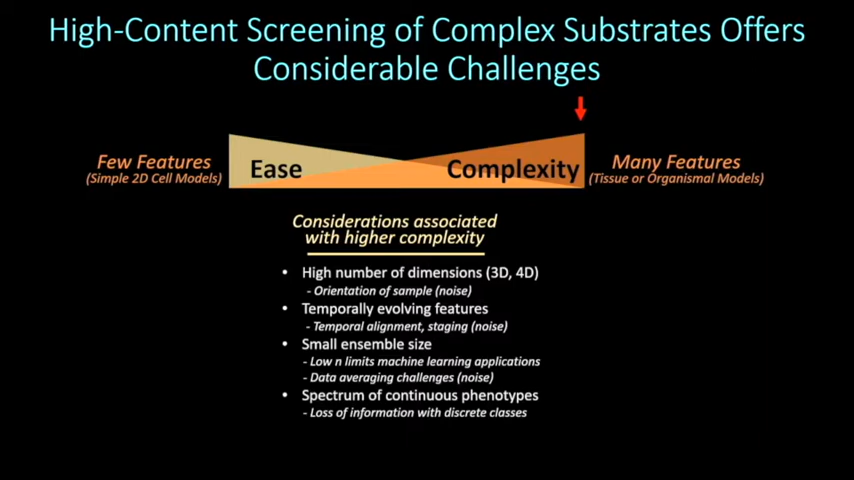 High-Content Screening of Complex Substrates Offers
Considerable Challenges
Few Features
(Simple 2D Cell Models)
Ease
Complexity
Many Features
(Tissue or Organismal Models)
Considerations associated
with higher complexity
• High number of dimensions (3D, 4D)
- Orientation of sample (noise)
• Temporally evolving features
- Temporal alignment, staging (noise)
• Small ensemble size
- Low n limits machine learning applications
- Data averaging challenges (noise)
• Spectrum of continuous phenotypes
- Loss of information with discrete classes